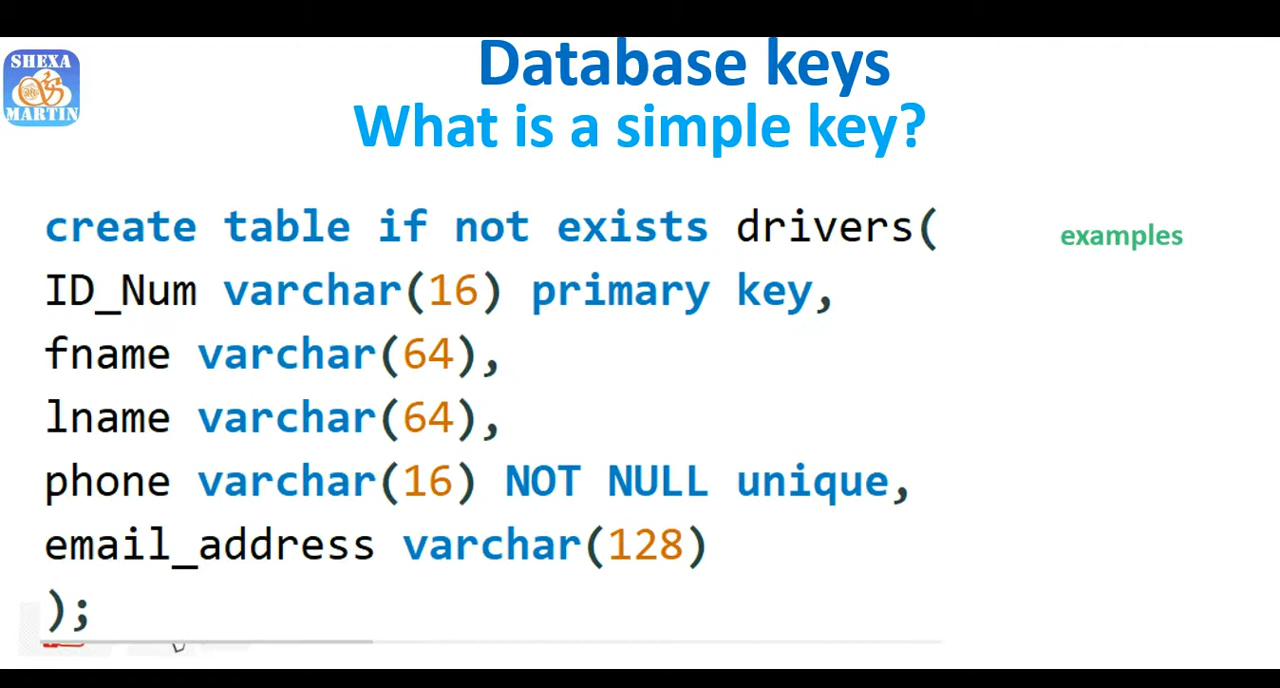 SHEXA
MARTIN
Database keys
What is a simple key?
examples
create table if not exists drivers(
ID_Num varchar(16) primary key,
fname varchar(64),
lname varchar(64),
phone varchar(16) NOT NULL unique,
email_address varchar(128)
);